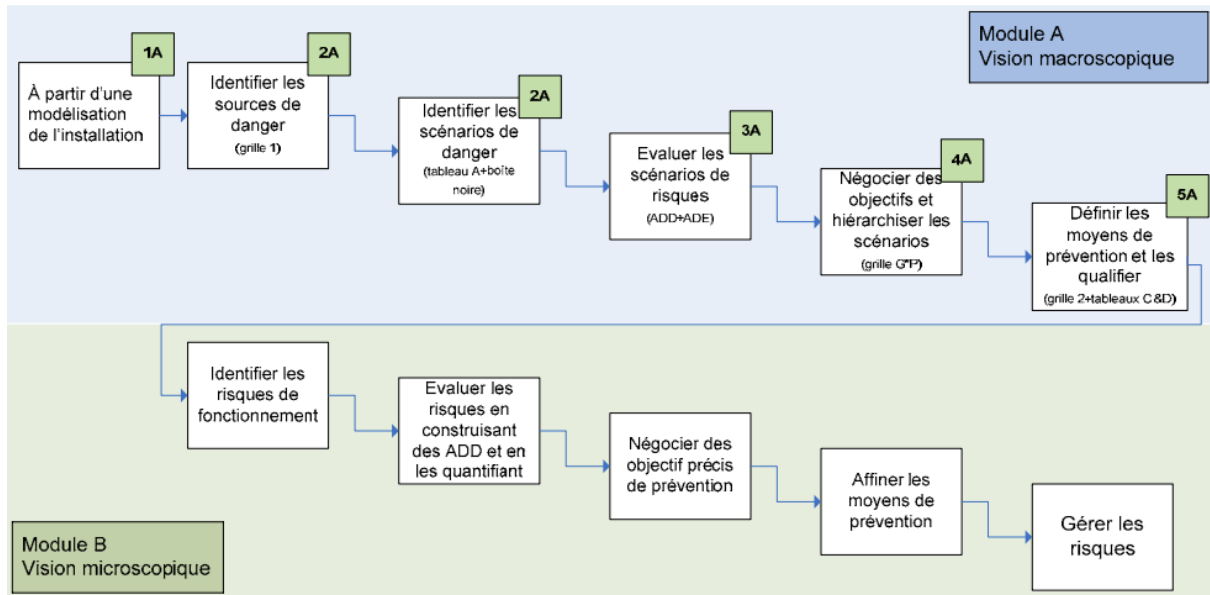 Module A
Vision macroscopique
1A
À partir d'une
modélisation
de l'installation
2A
Identifier les
sources de
danger
(grille 1)
2A
Identifier les
scénarios de
danger
(tableau A+boîte
noire)
3A
Evaluer les
scénarios de
risques
(ADD+ADE)
4A
Négocier des
objectifs et
hiérarchiser les
scénarios
(grille G*P)
5A
Définir les
moyens de
prévention et les
qualifier
(grille 2+tableaux C&D)
Identifier les
risques de
fonctionnement
Evaluer les
risques en
construisant
des ADD et en
les quantifiant
Négocier des
objectif précis
de prévention
Affiner les
moyens de
prévention
Gérer les
risques
Module B
Vision microscopique